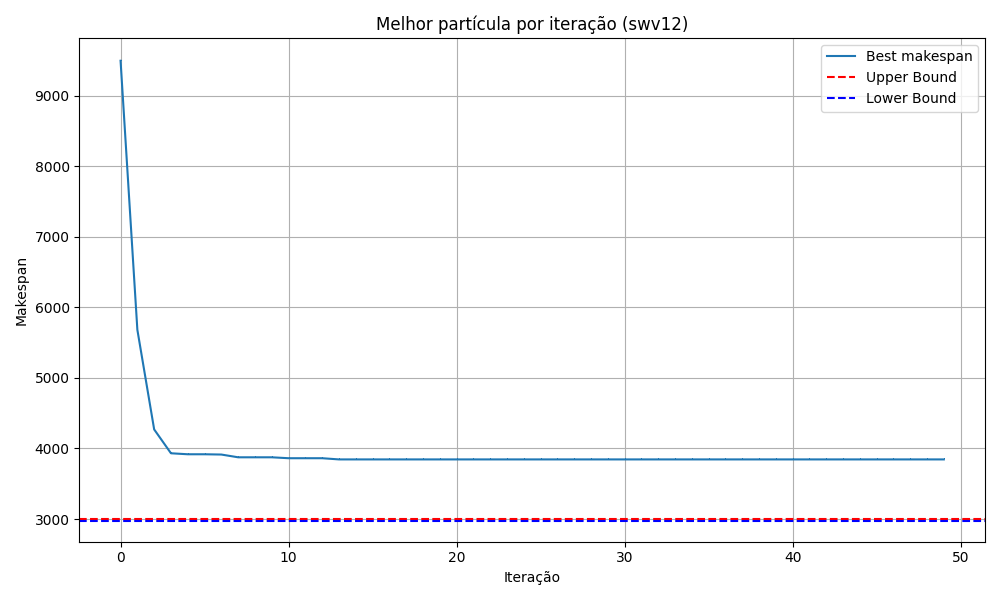 Melhor partícula por iteração (swv12)
Best makespan
Upper Bound
Lower Bound
Makespan
9000
8000
7000
6000
5000
4000
3000
0
10
20
30
40
50
Iteração